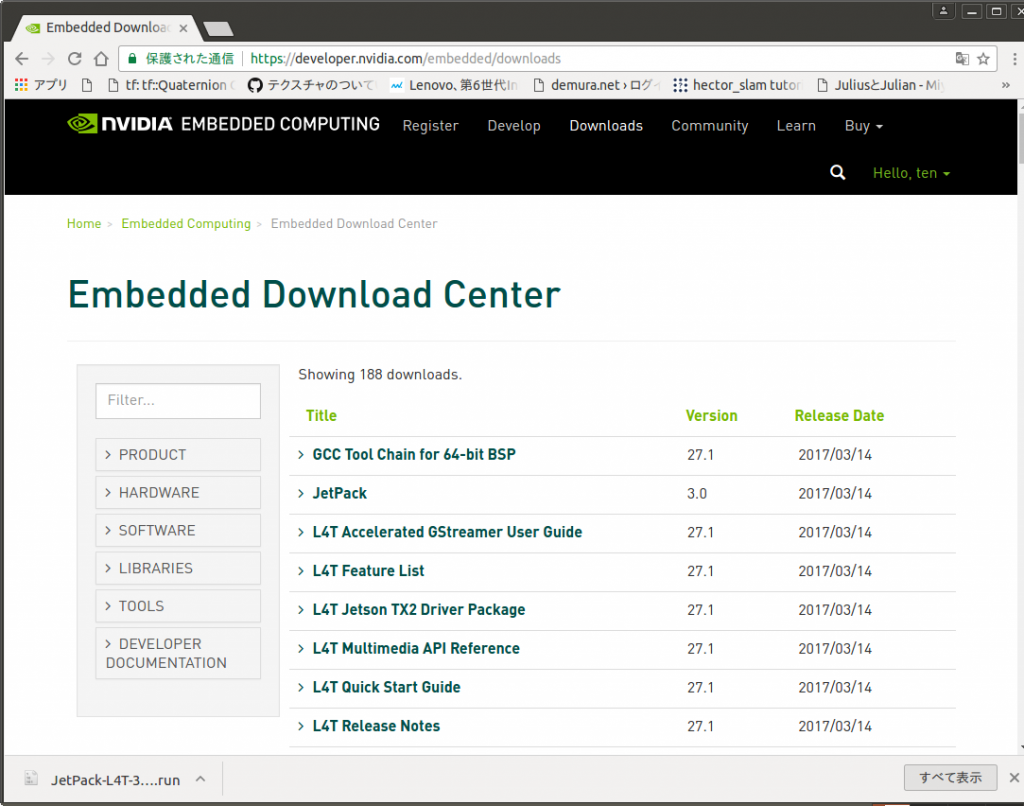 Embedded Downloa
保護された通信 https://developer.nvidia.com/embedded/downloads
アプリ tf: tf::Quaternion テクスチャのついて Lenovo、第6世代In demura.net › ログイ hector_slam tutor JuliusとJulian - Mi »
NVIDIA EMBEDDED COMPUTING Register Develop Downloads Community Learn Buy
Hello, ten
Home > Embedded Computing > Embedded Download Center
Embedded Download Center
Filter...
PRODUCT
HARDWARE
SOFTWARE
LIBRARIES
TOOLS
DEVELOPER
DOCUMENTATION
Showing 188 downloads.
Title Version Release Date
GCC Tool Chain for 64-bit BSP 27.1 2017/03/14
JetPack 3.0 2017/03/14
L4T Accelerated GStreamer User Guide 27.1 2017/03/14
L4T Feature List 27.1 2017/03/14
L4T Jetson TX2 Driver Package 27.1 2017/03/14
L4T Multimedia API Reference 27.1 2017/03/14
L4T Quick Start Guide 27.1 2017/03/14
L4T Release Notes 27.1 2017/03/14
JetPack-L4T-3....run すべて表示